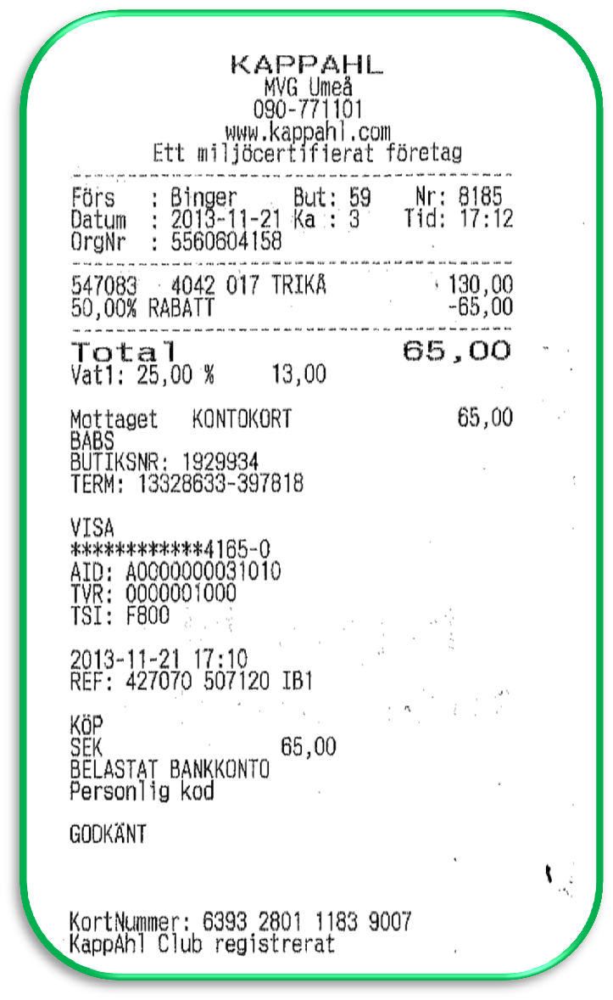 KAPPAHL
MVG Umeå
090-771101
www.kappahl.com
Ett miljöcertifierat företag
Förs : Binger But: 59 Nr: 8185
Datum : 2013-11-21 Ka : 3 Tid: 17:12
OrgNr : 5560604158
547083 4042 017 TRIKÅ 130,00
50,00% RABATT -65,00
Total 65,00
Vat1: 25,00 % 13,00
Mottaget KONTOKORT 65,00
BABS
BUTIKSNR: 1929934
TERM: 13328633-397818
VISA
************4165-0
AID: A0000000031010
TVR: 0000001000
TSI: F800
2013-11-21 17:10
REF: 427070 507120 IB1
KÖP
SEK 65,00
BELASTAT BANKKONTO
Personlig kod
GODKÄNT
KortNummer: 6393 2801 1183 9007
KappAhl Club registrerat